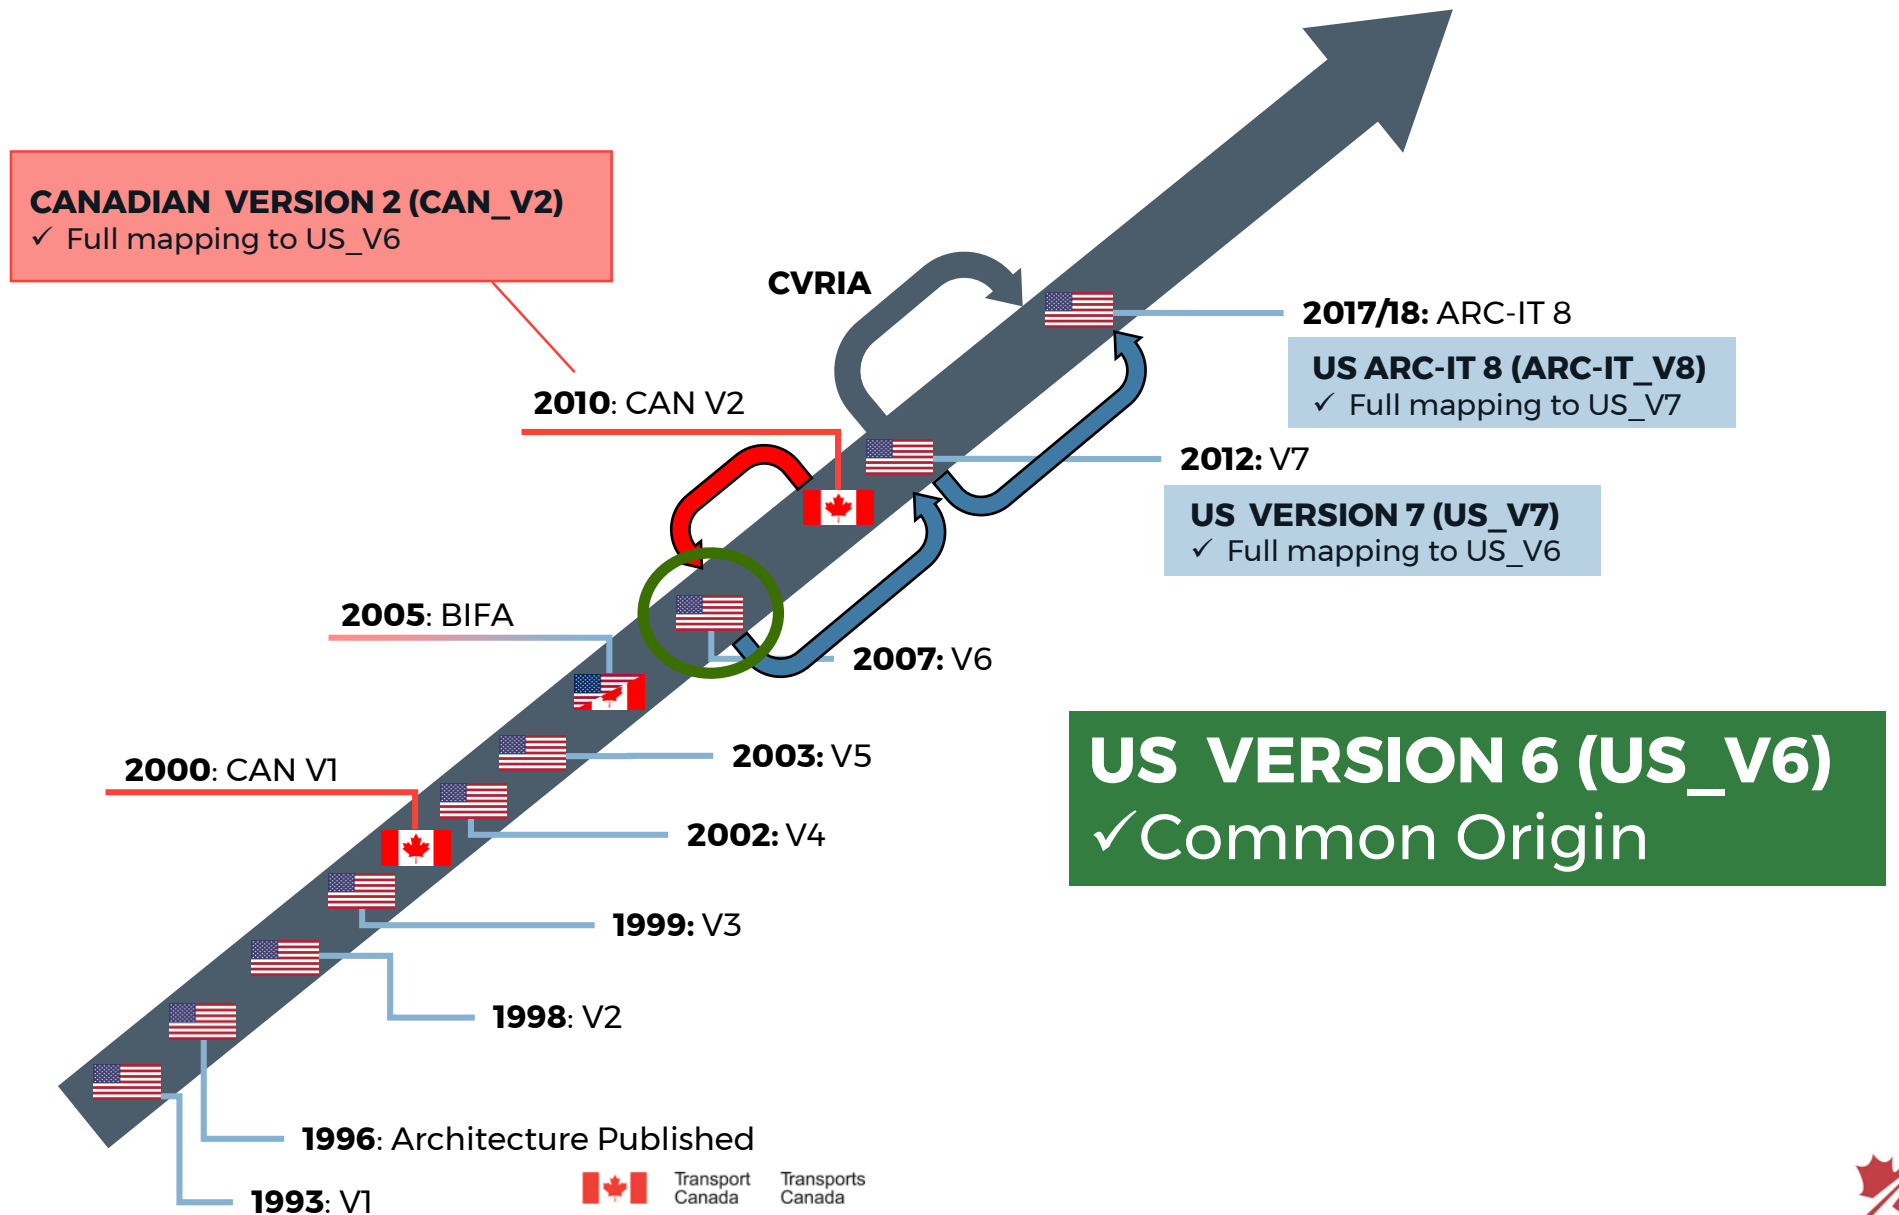 CANADIAN VERSION 2 (CAN_V2)
✓ Full mapping to US_V6
CVRIA
2017/18: ARC-IT 8
US ARC-IT 8 (ARC-IT_V8)
✓ Full mapping to US_V7
2010: CAN V2
2012: V7
US VERSION 7 (US_V7)
✓ Full mapping to US_V6
2005: BIFA
2007: V6
2000: CAN V1
2003: V5
US VERSION 6 (US_V6)
✓Common Origin
2002: V4
1999: V3
1998: V2
1996: Architecture Published
1993: V1
Transport Canada
Transports Canada